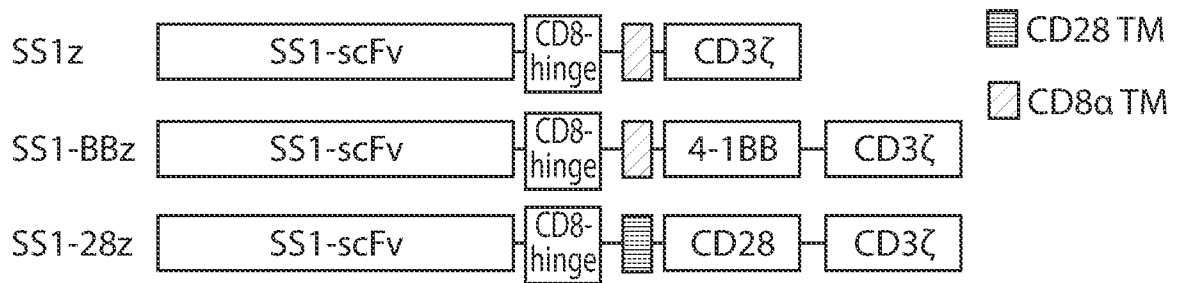 SS1z SS1-scFv CD8-hinge CD3ζ
SS1-BBz SS1-scFv CD8-hinge 4-1BB CD3ζ
SS1-28z SS1-scFv CD8-hinge CD28 CD3ζ
CD28 TM
CD8α TM